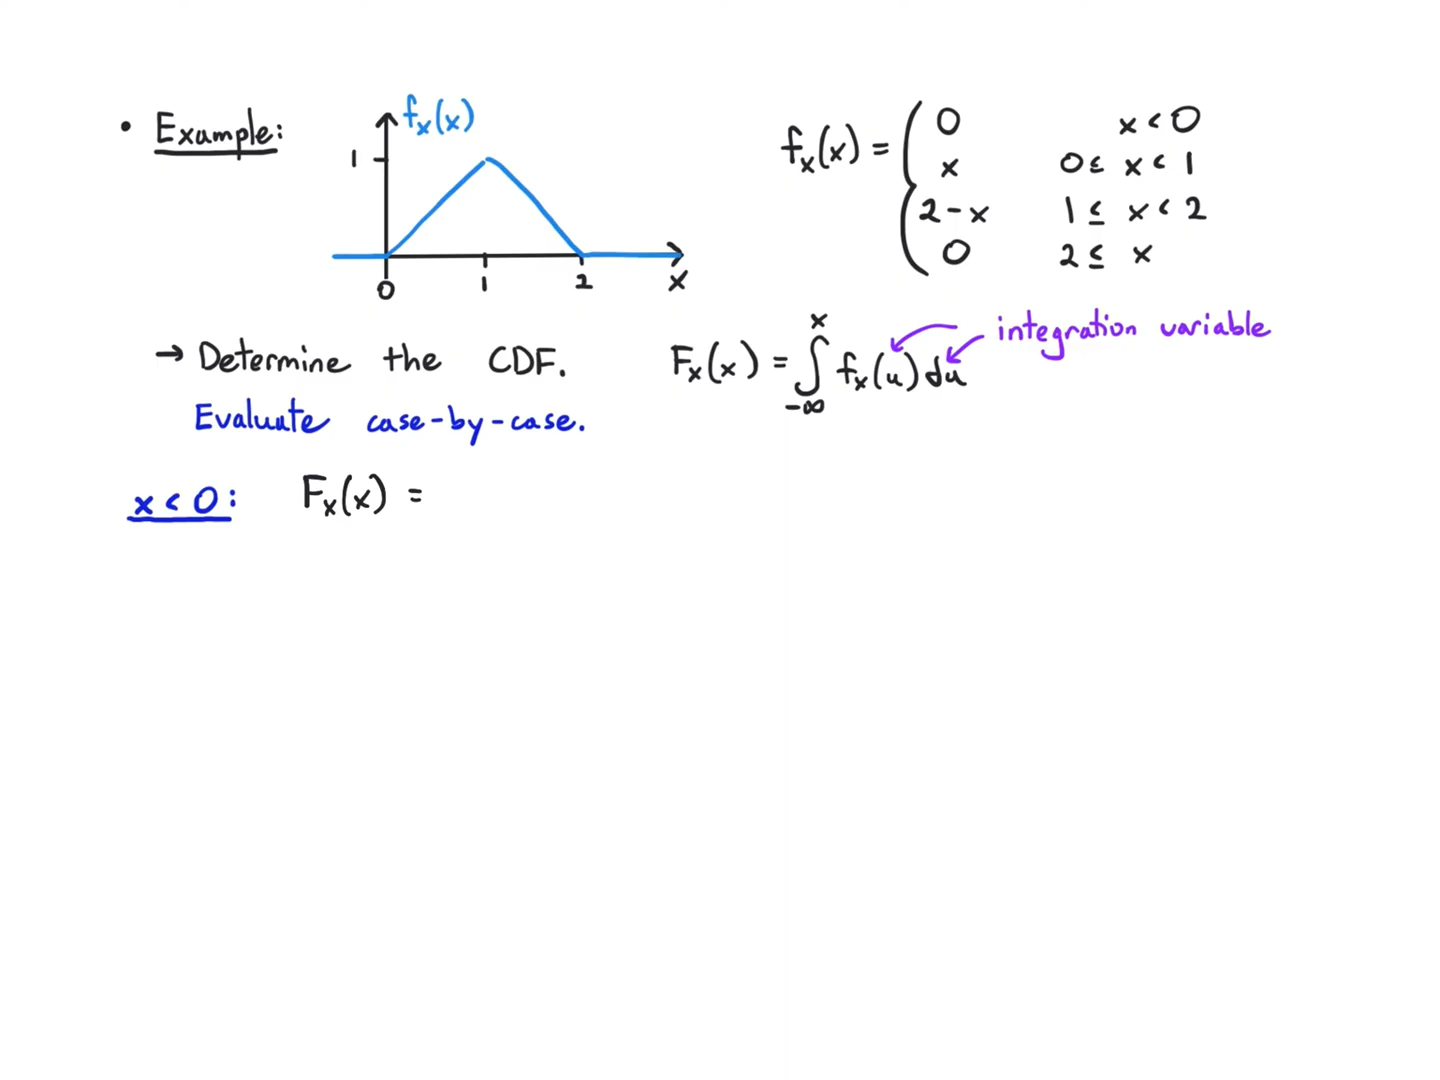 • Example:
fₓ(x)
1
0 1 2 x
fₓ(x) = { 0 x < 0
x 0 ≤ x < 1
2 - x 1 ≤ x < 2
0 2 ≤ x
→ Determine the CDF. Fₓ(x) = ∫_{-∞}^{x} fₓ(u) du
integration variable
Evaluate case-by-case.
x < 0: Fₓ(x) =